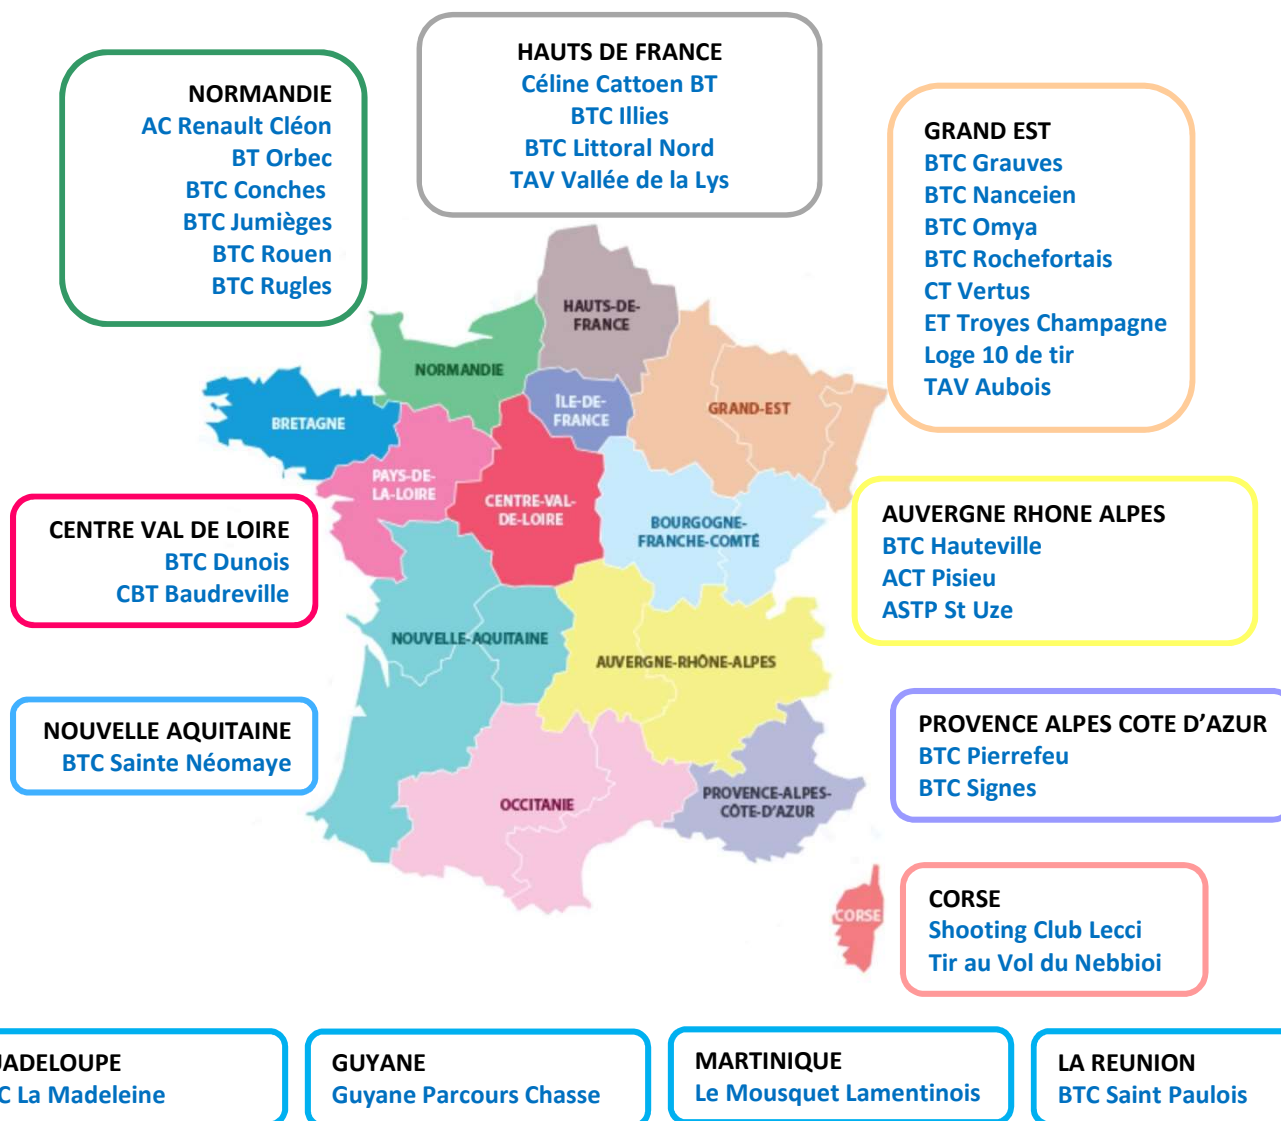 HAUTS DE FRANCE
Céline Cattoen BT
BTC Illies
BTC Littoral Nord
TAV Vallée de la Lys
NORMANDIE
AC Renault Cléon
BT Orbec
BTC Conches
BTC Jumièges
BTC Rouen
BTC Rugles
GRAND EST
BTC Grauves
BTC Nanceien
BTC Omya
BTC Rochefortais
CT Vertus
ET Troyes Champagne
Loge 10 de tir
TAV Aubois
HAUTS-DE-
FRANCE
NORMANDIE
ÎLE-DE-
FRANCE
GRAND-EST
BRETAGNE
PAYS-DE-
LA-LOIRE
CENTRE-VAL-
DE-LOIRE
BOURGOGNE-
FRANCHE-COMTÉ
NOUVELLE-AQUITAINE
AUVERGNE-RHÔNE-ALPES
OCCITANIE
PROVENCE-ALPES-
CÔTE-D'AZUR
CORSE
CENTRE VAL DE LOIRE
BTC Dunois
CBT Baudreville
AUVERGNE RHONE ALPES
BTC Hauteville
ACT Pisieu
ASTP St Uze
NOUVELLE AQUITAINE
BTC Sainte Néomaye
PROVENCE ALPES COTE D’AZUR
BTC Pierrefeu
BTC Signes
CORSE
Shooting Club Lecci
Tir au Vol du Nebbioi
UADELOUPE
C La Madeleine
GUYANE
Guyane Parcours Chasse
MARTINIQUE
Le Mousquet Lamentinois
LA REUNION
BTC Saint Paulois